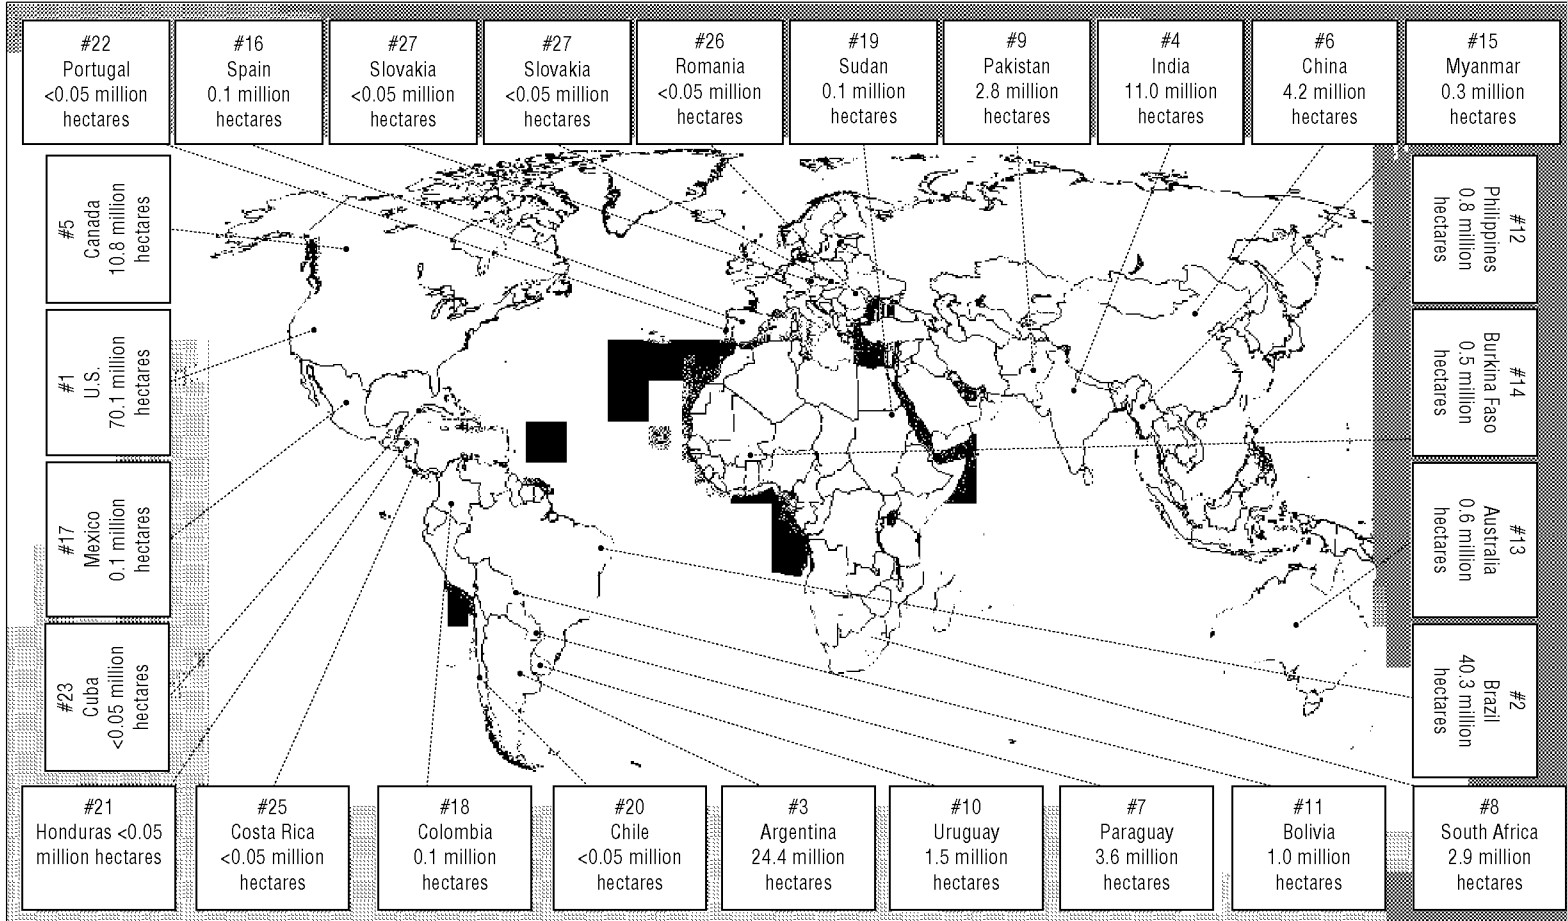 #22
Portugal
<0.05 million
hectares
#16
Spain
0.1 million
hectares
#27
Slovakia
<0.05 million
hectares
#27
Slovakia
<0.05 million
hectares
#26
Romania
<0.05 million
hectares
#19
Sudan
0.1 million
hectares
#9
Pakistan
2.8 million
hectares
#4
India
11.0 million
hectares
#6
China
4.2 million
hectares
#15
Myanmar
0.3 million
hectares
#5
Canada
10.8 million
hectares
#1
U.S.
70.1 million
hectares
#17
Mexico
0.1 million
hectares
#23
Cuba
<0.05 million
hectares
#12
Philippines
0.8 million
hectares
#14
Burkina Faso
0.5 million
hectares
#13
Australia
0.6 million
hectares
#2
Brazil
40.3 million
hectares
#21
Honduras <0.05
million hectares
#25
Costa Rica
<0.05 million
hectares
#18
Colombia
0.1 million
hectares
#20
Chile
<0.05 million
hectares
#3
Argentina
24.4 million
hectares
#10
Uruguay
1.5 million
hectares
#7
Paraguay
3.6 million
hectares
#11
Bolivia
1.0 million
hectares
#8
South Africa
2.9 million
hectares